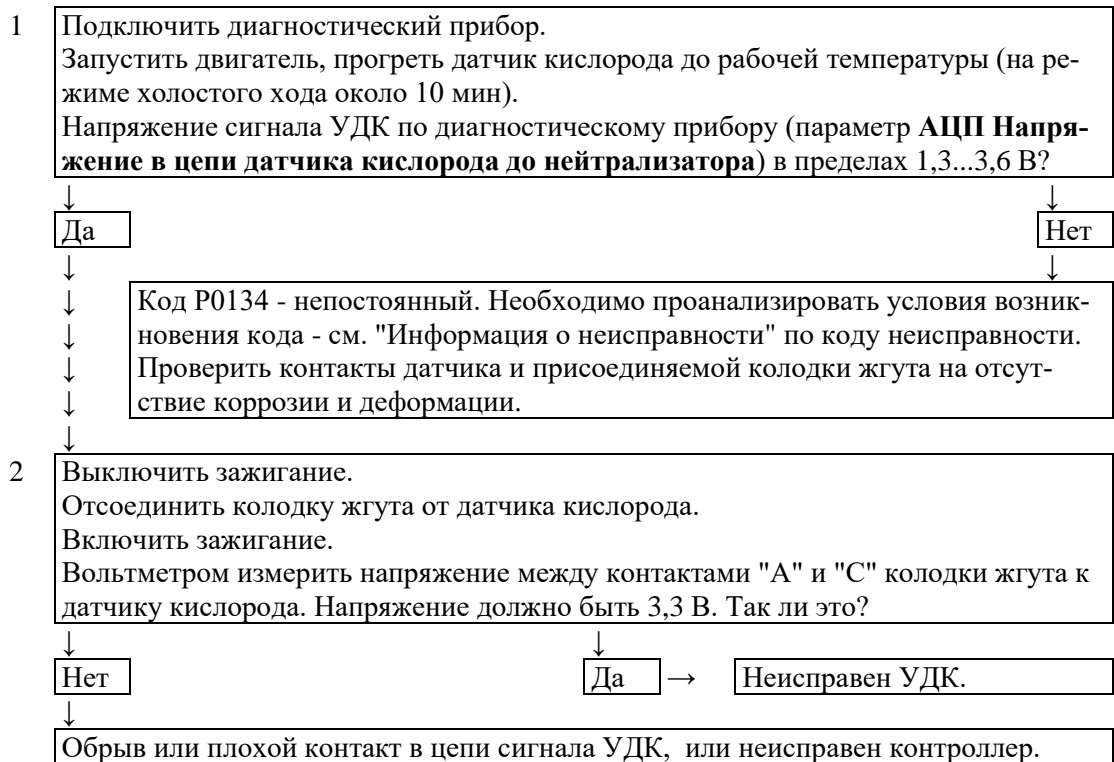 1 Подключить диагностический прибор.
Запустить двигатель, прогреть датчик кислорода до рабочей температуры (на ре-
жиме холостого хода около 10 мин).
Напряжение сигнала УДК по диагностическому прибору (параметр АЦП Напря-
жение в цепи датчика кислорода до нейтрализатора) в пределах 1,3...3,6 В?
↓ ↓
Да Нет
↓ ↓
↓ Код Р0134 - непостоянный. Необходимо проанализировать условия возник-
↓ новения кода - см. "Информация о неисправности" по коду неисправности.
↓ Проверить контакты датчика и присоединяемой колодки жгута на отсут-
↓ ствие коррозии и деформации.
↓
2 Выключить зажигание.
Отсоединить колодку жгута от датчика кислорода.
Включить зажигание.
Вольтметром измерить напряжение между контактами "А" и "С" колодки жгута к
датчику кислорода. Напряжение должно быть 3,3 В. Так ли это?
↓ ↓
Нет Да → Неисправен УДК.
↓
Обрыв или плохой контакт в цепи сигнала УДК, или неисправен контроллер.